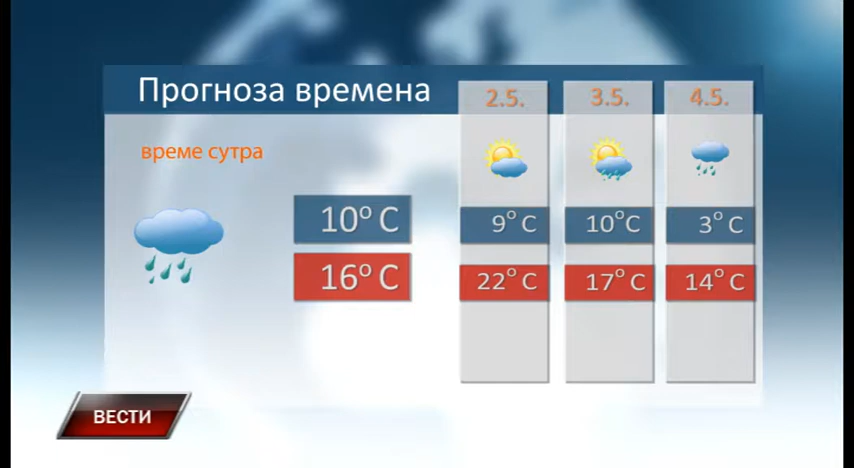 Прогноза времена
време сутра
10° C
16° C
2.5.
9° C
22° C
3.5.
10°C
17° C
4.5.
3° C
14° C
ВЕСТИ